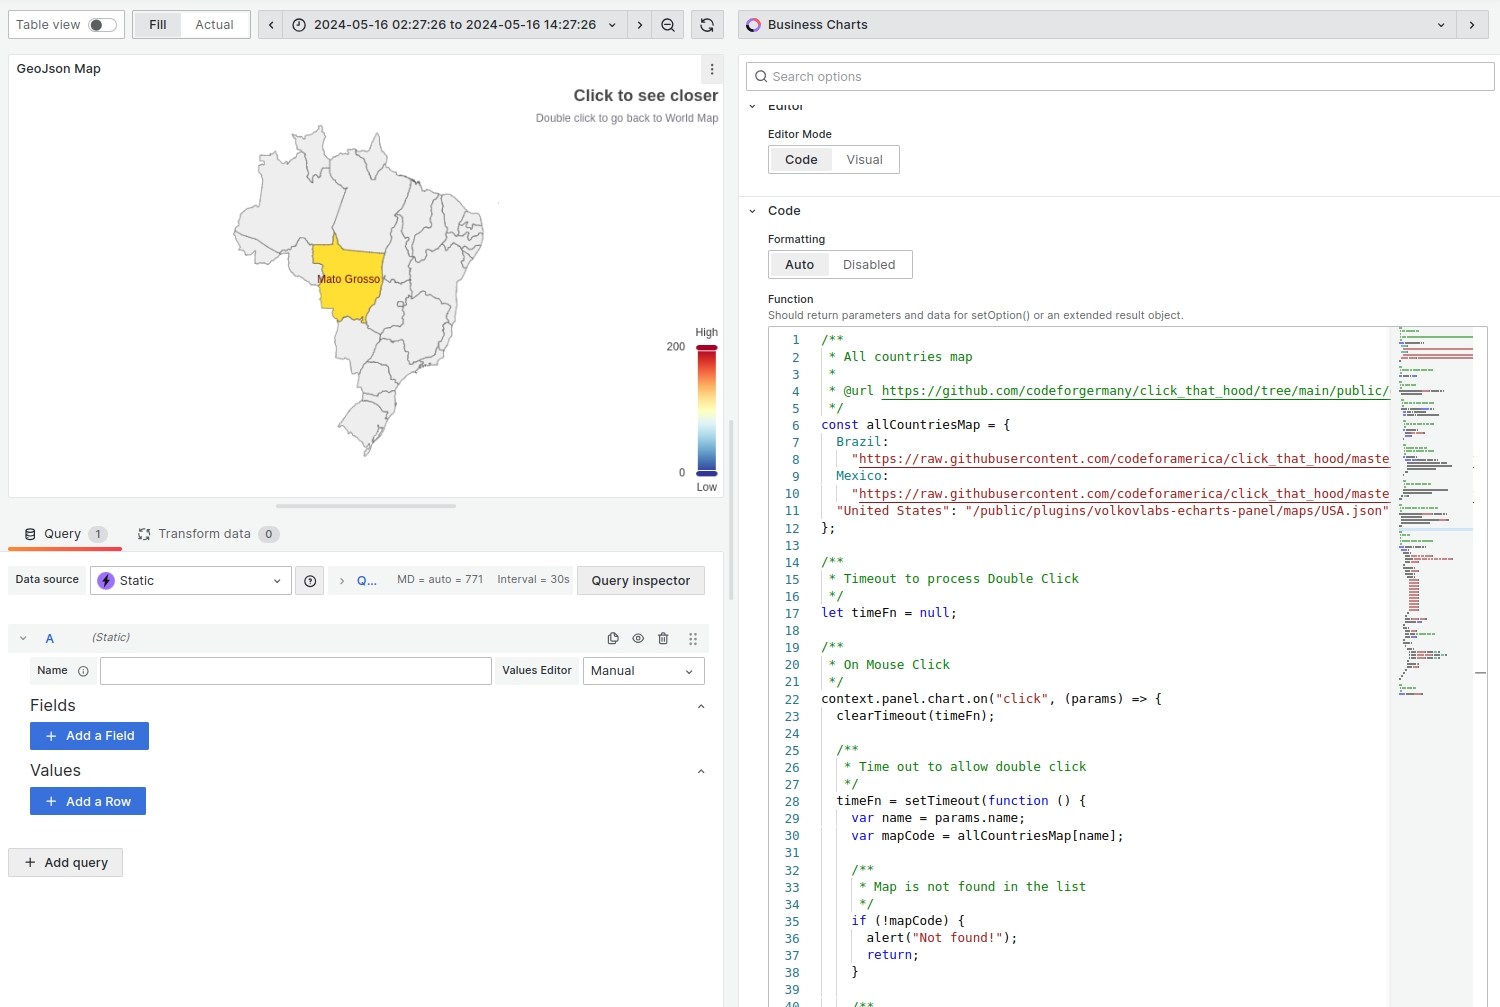 Table view
Fill
Actual
2024-05-16 02:27:26 to 2024-05-16 14:27:26
Business Charts
GeoJson Map
Click to see closer
Double click to go back to World Map
Mato Grosso
High
200
0
Low
Query 1
Transform data 0
Data source
Static
Q...
MD = auto = 771
Interval = 30s
Query inspector
A
(Static)
Name
Values Editor
Manual
Fields
+ Add a Field
Values
+ Add a Row
+ Add query
Search options
Editor
Editor Mode
Code
Visual
Code
Formatting
Auto
Disabled
Function
Should return parameters and data for setOption() or an extended result object.
1 /**
2 * All countries map
3 *
4 * @url https://github.com/codeforgermany/click_that_hood/tree/main/public/
5 */
6 const allCountriesMap = {
7 Brazil:
8 "https://raw.githubusercontent.com/codeforamerica/click_that_hood/maste
9 Mexico:
10 "https://raw.githubusercontent.com/codeforamerica/click_that_hood/maste
11 "United States": "/public/plugins/volkovlabs-echarts-panel/maps/USA.json"
12 };
13
14 /**
15 * Timeout to process Double Click
16 */
17 let timeFn = null;
18
19 /**
20 * On Mouse Click
21 */
22 context.panel.chart.on("click", (params) => {
23 clearTimeout(timeFn);
24
25 /**
26 * Time out to allow double click
27 */
28 timeFn = setTimeout(function () {
29 var name = params.name;
30 var mapCode = allCountriesMap[name];
31
32 /**
33 * Map is not found in the list
34 */
35 if (!mapCode) {
36 alert("Not found!");
37 return;
38 }
39
40 /**